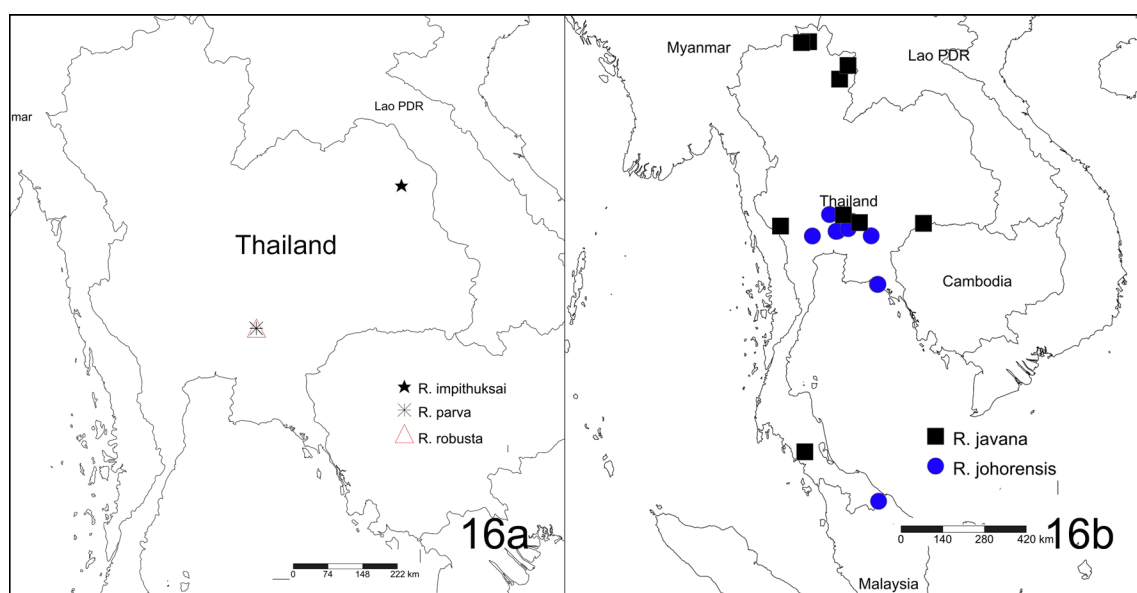 mar
Lao PDR
Thailand
R. impithuksai
R. parva
R. robusta
16a
0 74 148 222 km
Myanmar
Lao PDR
Thailand
Cambodia
R. javana
R. johorensis
16b
0 140 280 420 km
Malaysia